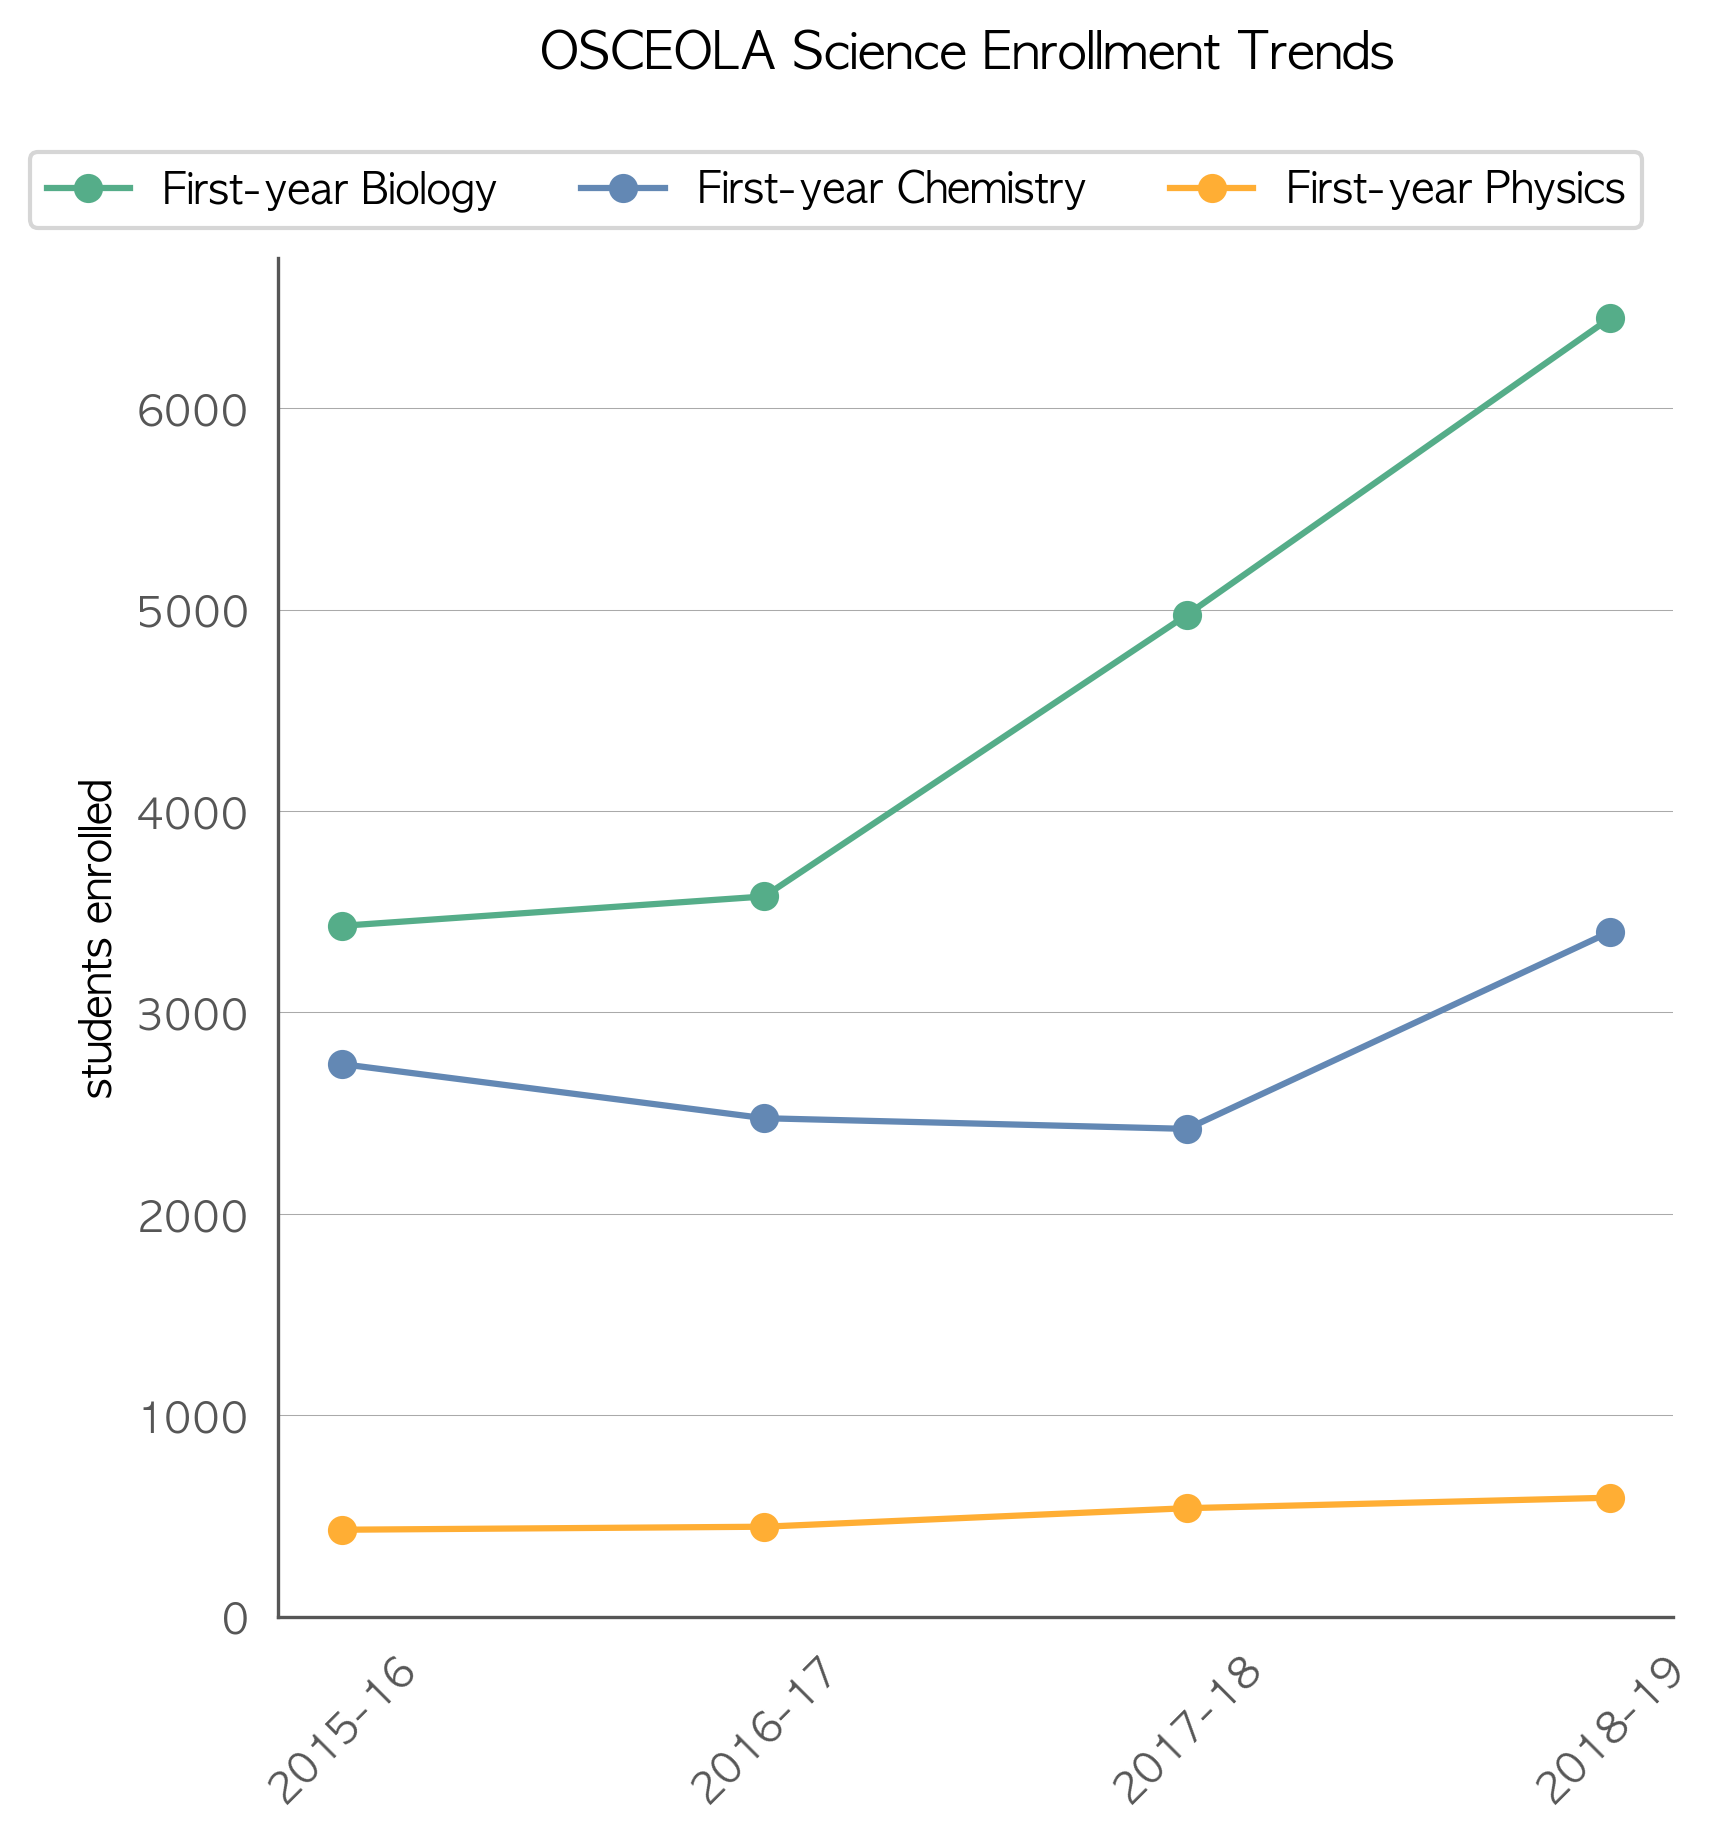 OSCEOLA Science Enrollment Trends
First-year Biology
First-year Chemistry
First-year Physics
6000
5000
4000
3000
2000
1000
0
students enrolled
2015-16
2016-17
2017-18
2018-19